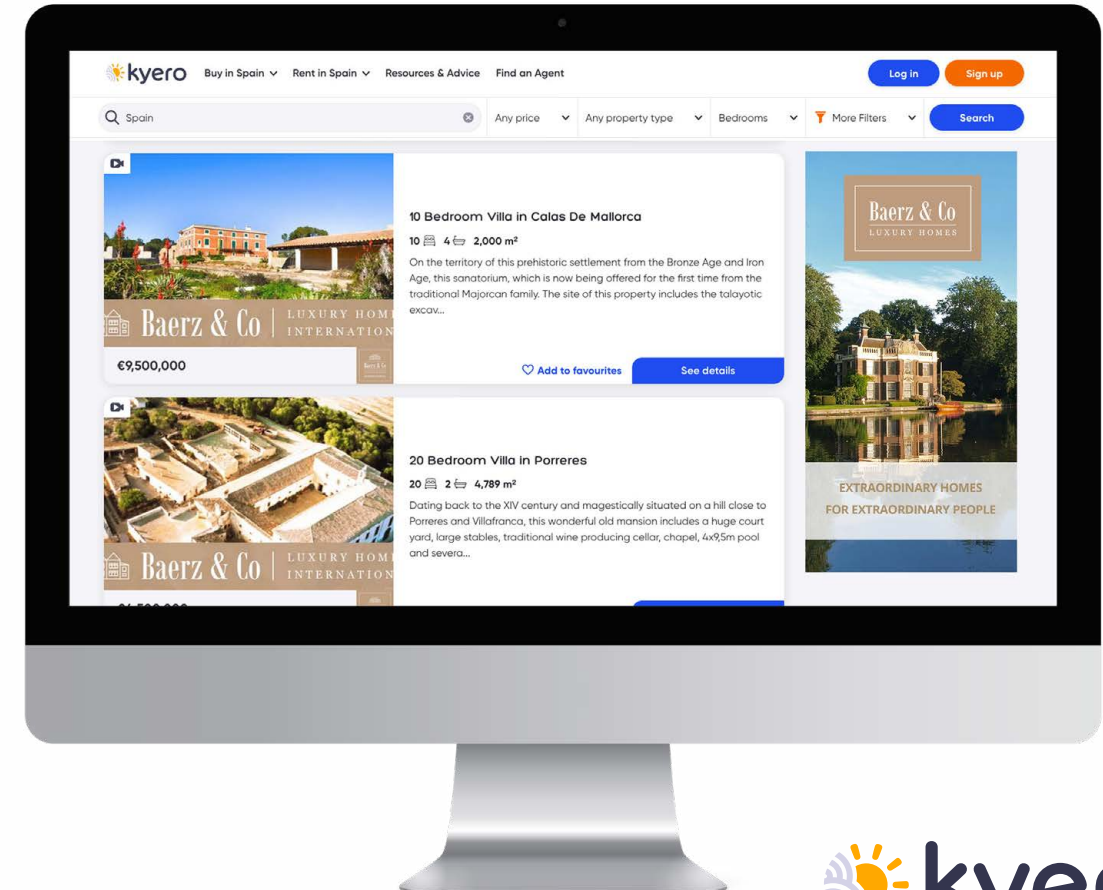 kyero Buy in Spain Rent in Spain Resources & Advice Find an Agent Log in Sign up
Spain Any price Any property type Bedrooms More Filters Search
10 Bedroom Villa in Calas De Mallorca
10 4 2,000 m²
On the territory of this prehistoric settlement from the Bronze Age and Iron
Age, this sanatorium, which is now being offered for the first time from the
traditional Majorcan family. The site of this property includes the talayotic
excav...
Baerz & Co LUXURY HOM
INTERNATION
€9,500,000
Baerz & Co
Add to favourites See details
20 Bedroom Villa in Porreres
20 2 4,789 m²
Dating back to the XIV century and magestically situated on a hill close to
Porreres and Villafranca, this wonderful old mansion includes a huge court
yard, large stables, traditional wine producing cellar, chapel, 4x9,5m pool
and severa...
Baerz & Co LUXURY HOM
INTERNATION
Baerz & Co
LUXURY HOMES
EXTRAORDINARY HOMES
FOR EXTRAORDINARY PEOPLE
kyer